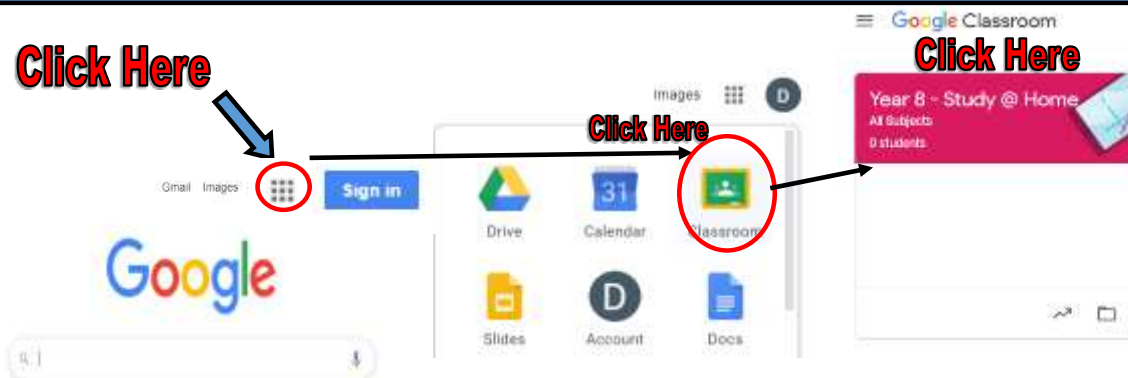 Click Here
Gmail Images
Sign in
Google
Images D
Click Here
31
Drive Calendar Classroom
D
Slides Account Docs
Google Classroom
Click Here
Year 8 - Study @ Home
All Subjects
0 students